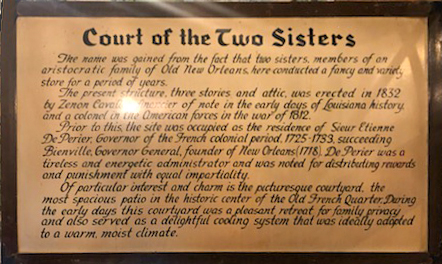 Court of the Two Sisters
The name was gained from the fact that two sisters, members of an
aristocratic family of Old New Orleans, here conducted a fancy and variety
store for a period of years.
The present structure, three stories, and attic, was erected in 1832
by Zenon Cavalier of note in the early days of Louisiana history,
and a colonel in the American forces in the war of 1812.
Prior to this, the site was occupied as the residence of Sieur Etienne
De Perier, Governor of the French colonial period, 1725-1733, succeeding
Bienville, Governor General, founder of New Orleans (1778). De Perier was a
tireless and energetic administrator and was noted for distributing rewards
and punishment with equal impartiality.
Of particular interest and charm is the picturesque courtyard, the
most spacious patio in the historic center of the Old French Quarter. During
the early days this courtyard was a pleasant retreat for family privacy
and also served as a delightful cooling system that was ideally adapted
to a warm, moist climate.